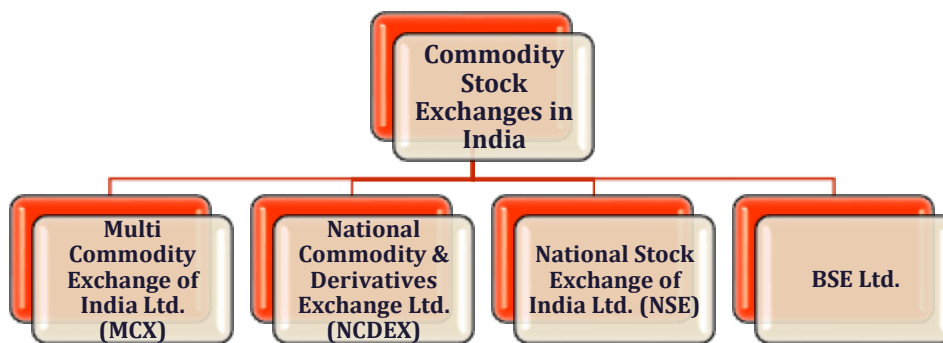 Commodity
Stock
Exchanges in
India
Multi
Commodity
Exchange of
India Ltd.
(MCX)
National
Commodity &
Derivatives
Exchange Ltd.
(NCDEX)
National Stock
Exchange of
India Ltd. (NSE)
BSE Ltd.